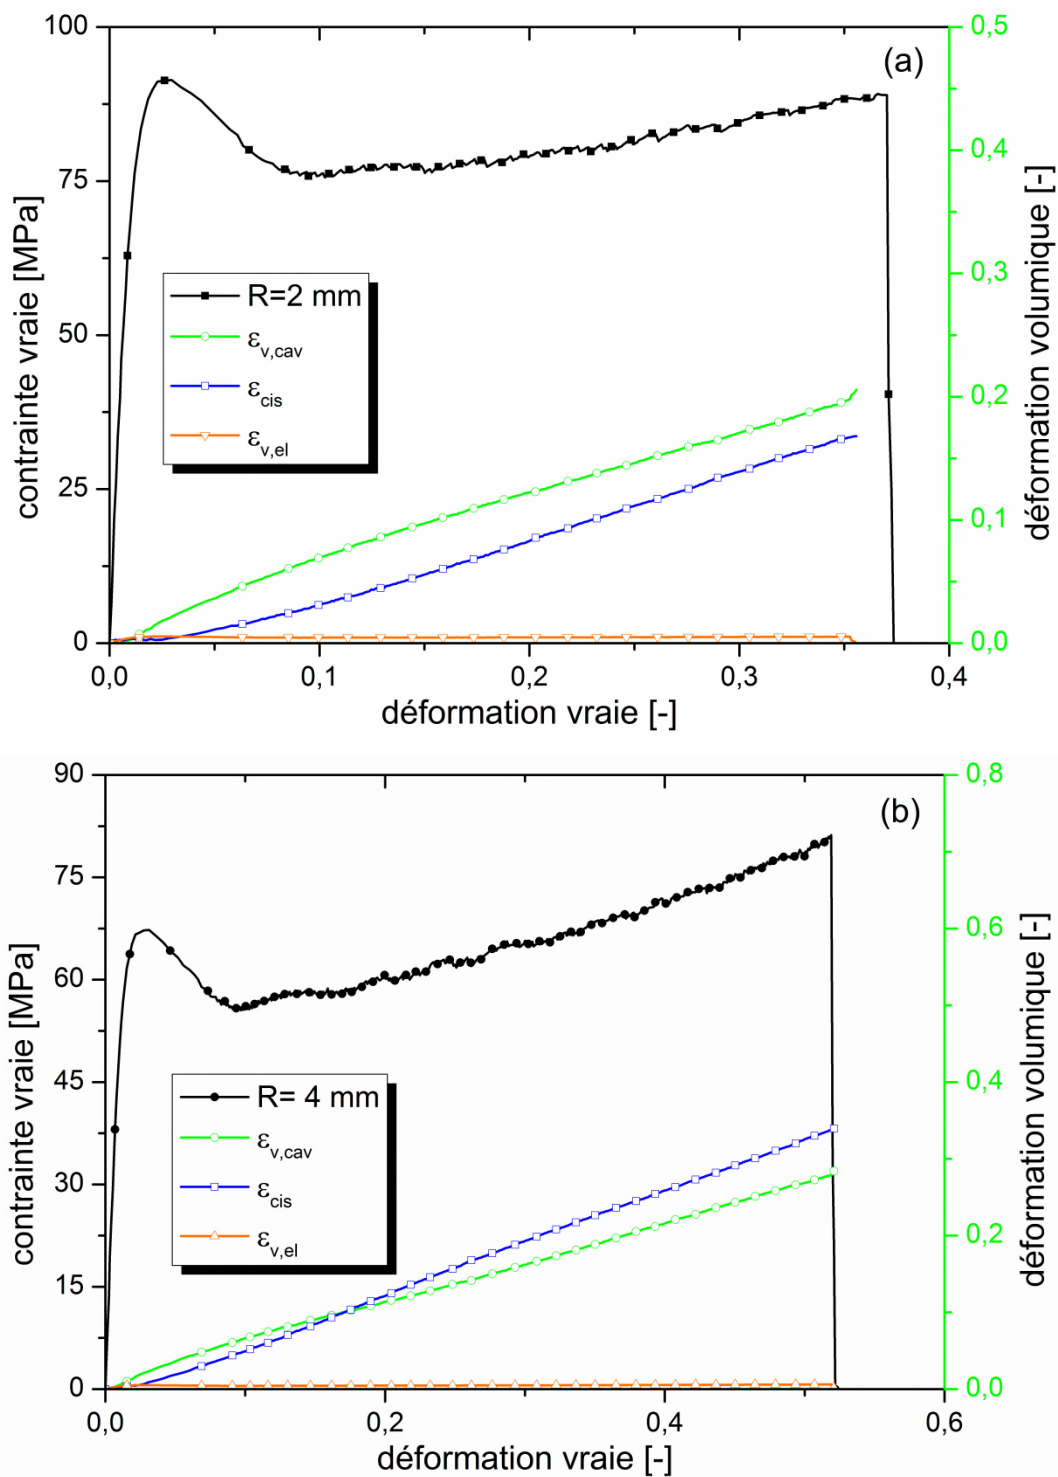 (a)
100
75
50
25
0
contrainte vraie [MPa]
0,5
0,4
0,3
0,2
0,1
0,0
déformation volumique [-]
R=2 mm
εv,cav
εcis
εv,el
0,0 0,1 0,2 0,3 0,4
déformation vraie [-]
(b)
90
75
60
45
30
15
0
contrainte vraie [MPa]
0,8
0,6
0,4
0,2
0,0
déformation volumique [-]
R= 4 mm
εv,cav
εcis
εv,el
0,0 0,2 0,4 0,6
déformation vraie [-]